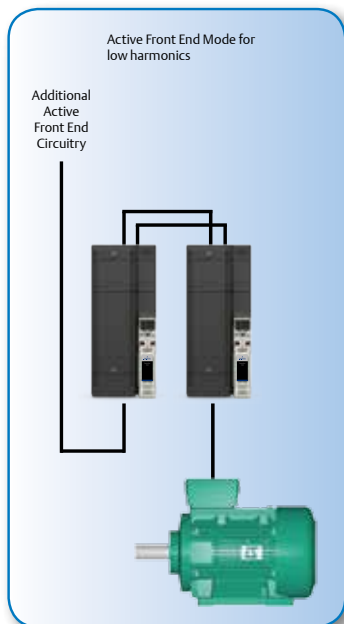 Active Front End Mode for
low harmonics
Additional
Active
Front End
Circuitry